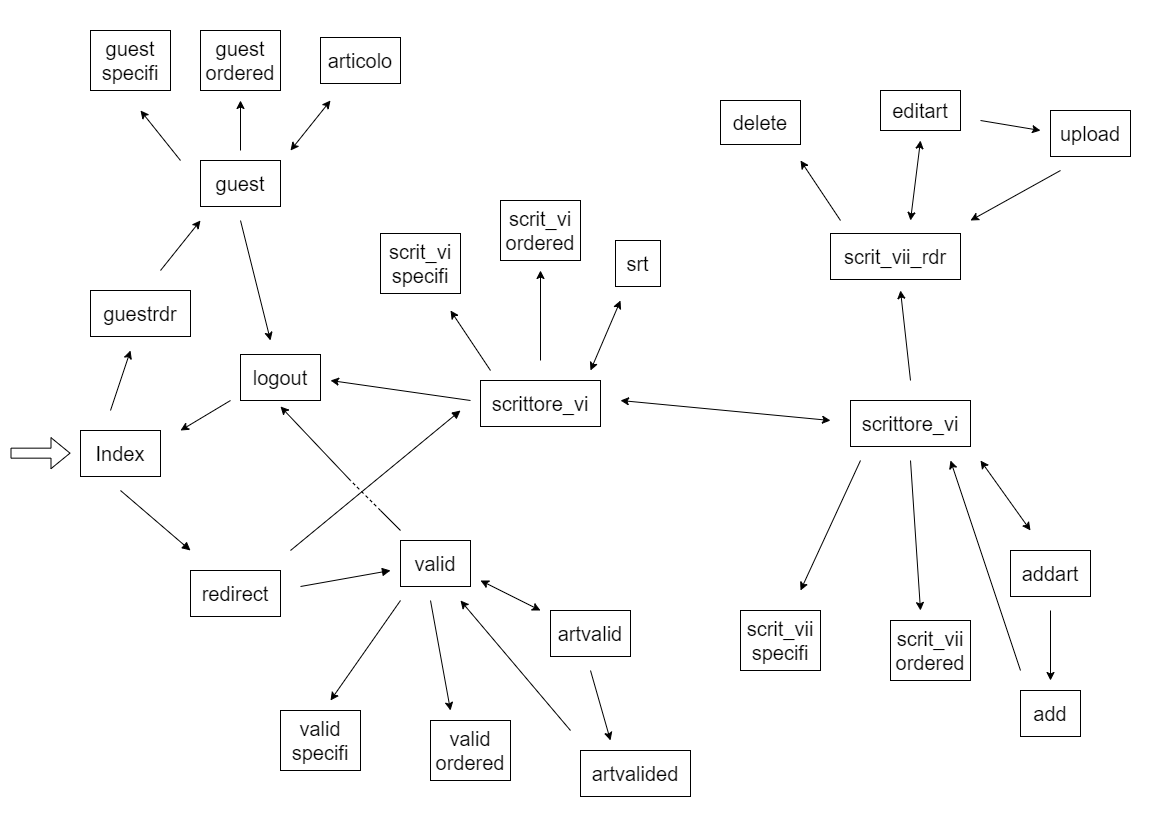 guest
specifi
guest
ordered
articolo
guest
guestrdr
logout
Index
redirect
scrit_vi
specifi
scrit_vi
ordered
srt
scrittore_vi
valid
artvalid
valid
specifi
valid
ordered
artvalided
delete
editart
upload
scrit_vii_rdr
scrittore_vi
addart
scrit_vii
specifi
scrit_vii
ordered
add